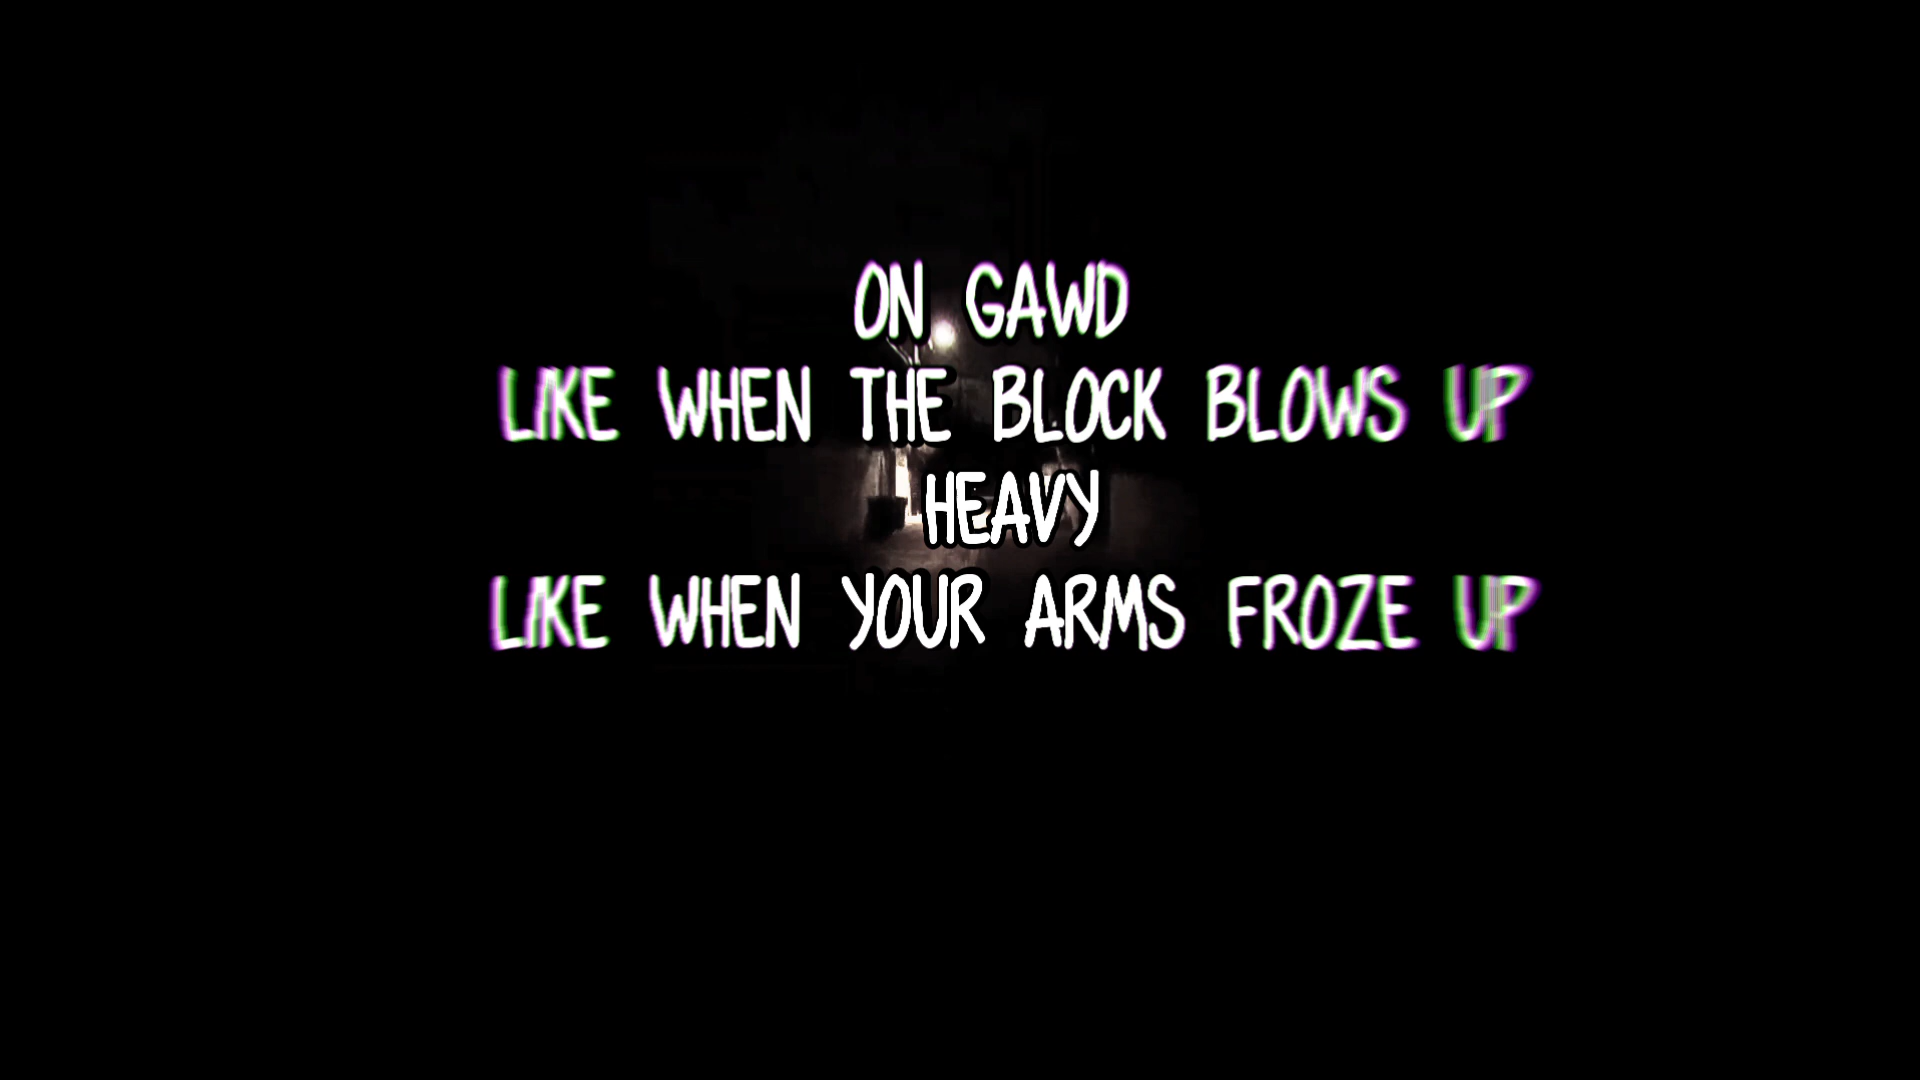 ON GAWD
LIKE WHEN THE BLOCK BLOWS UP
HEAVY
LIKE WHEN YOUR ARMS FROZE UP